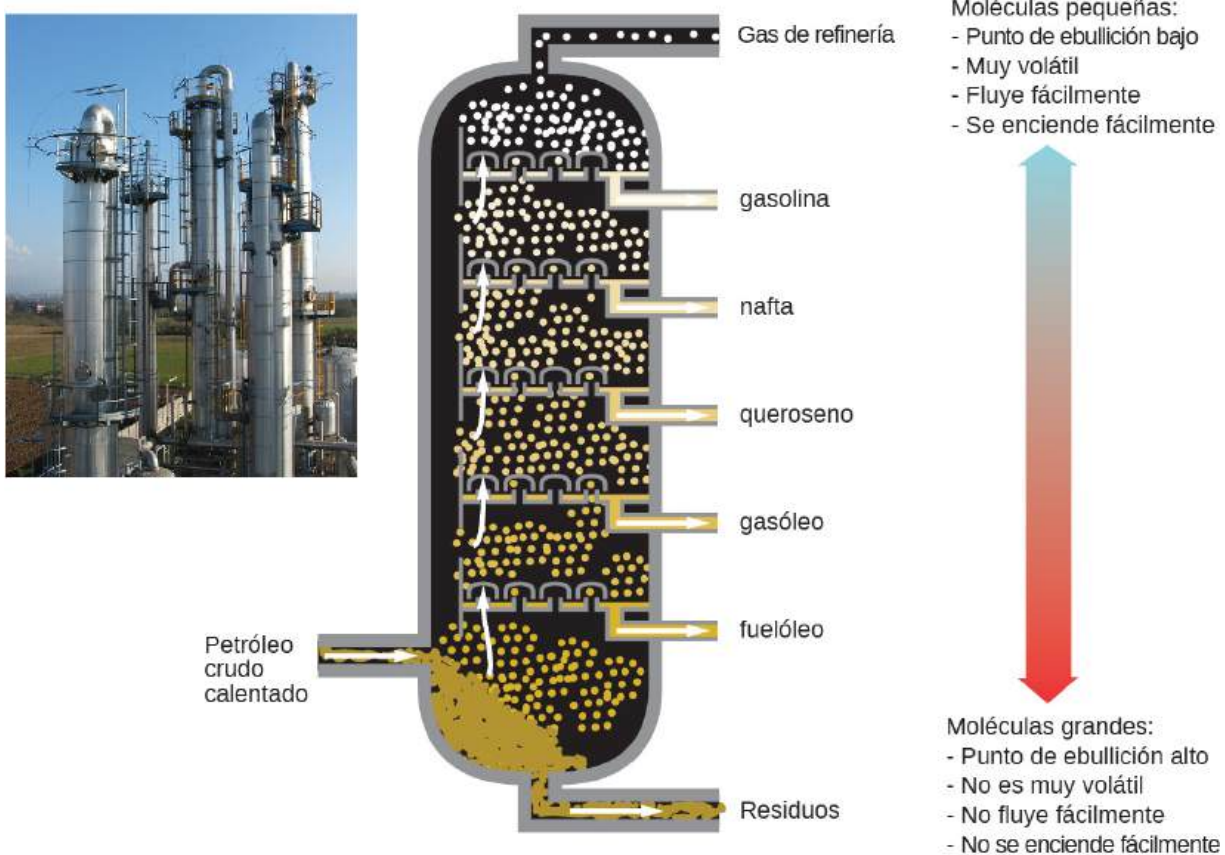 Gas de refinería
gasolina
nafta
queroseno
gasóleo
fuelóleo
Petróleo
crudo
calentado
Residuos
Moléculas pequeñas:
- Punto de ebullición bajo
- Muy volátil
- Fluye fácilmente
- Se enciende fácilmente
Moléculas grandes:
- Punto de ebullición alto
- No es muy volátil
- No fluye fácilmente
- No se enciende fácilmente